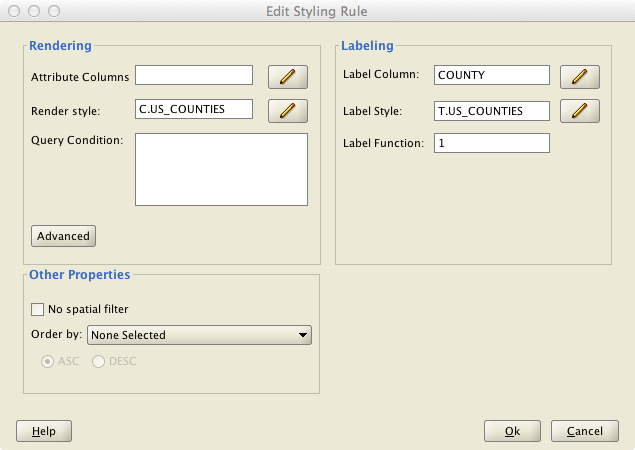 Edit Styling Rule
Rendering
Attribute Columns
Render style: C.US_COUNTIES
Query Condition:
Advanced
Labeling
Label Column: COUNTY
Label Style: T.US_COUNTIES
Label Function: 1
Other Properties
No spatial filter
Order by: None Selected
ASC DESC
Help Ok Cancel